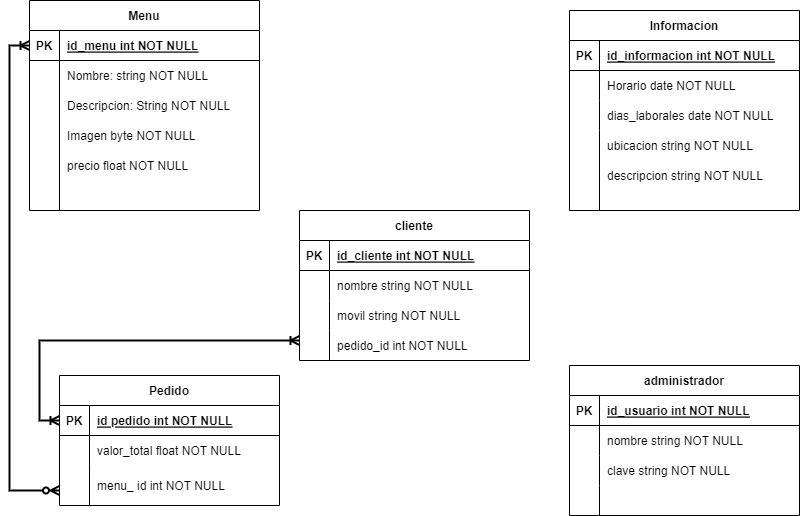 Menu
PK id_menu int NOT NULL
Nombre: string NOT NULL
Descripcion: String NOT NULL
Imagen byte NOT NULL
precio float NOT NULL
Informacion
PK id_informacion int NOT NULL
Horario date NOT NULL
dias_laborales date NOT NULL
ubicacion string NOT NULL
descripcion string NOT NULL
cliente
PK id_cliente int NOT NULL
nombre string NOT NULL
movil string NOT NULL
pedido_id int NOT NULL
Pedido
PK id_pedido int NOT NULL
valor_total float NOT NULL
menu_ id int NOT NULL
administrador
PK id_usuario int NOT NULL
nombre string NOT NULL
clave string NOT NULL